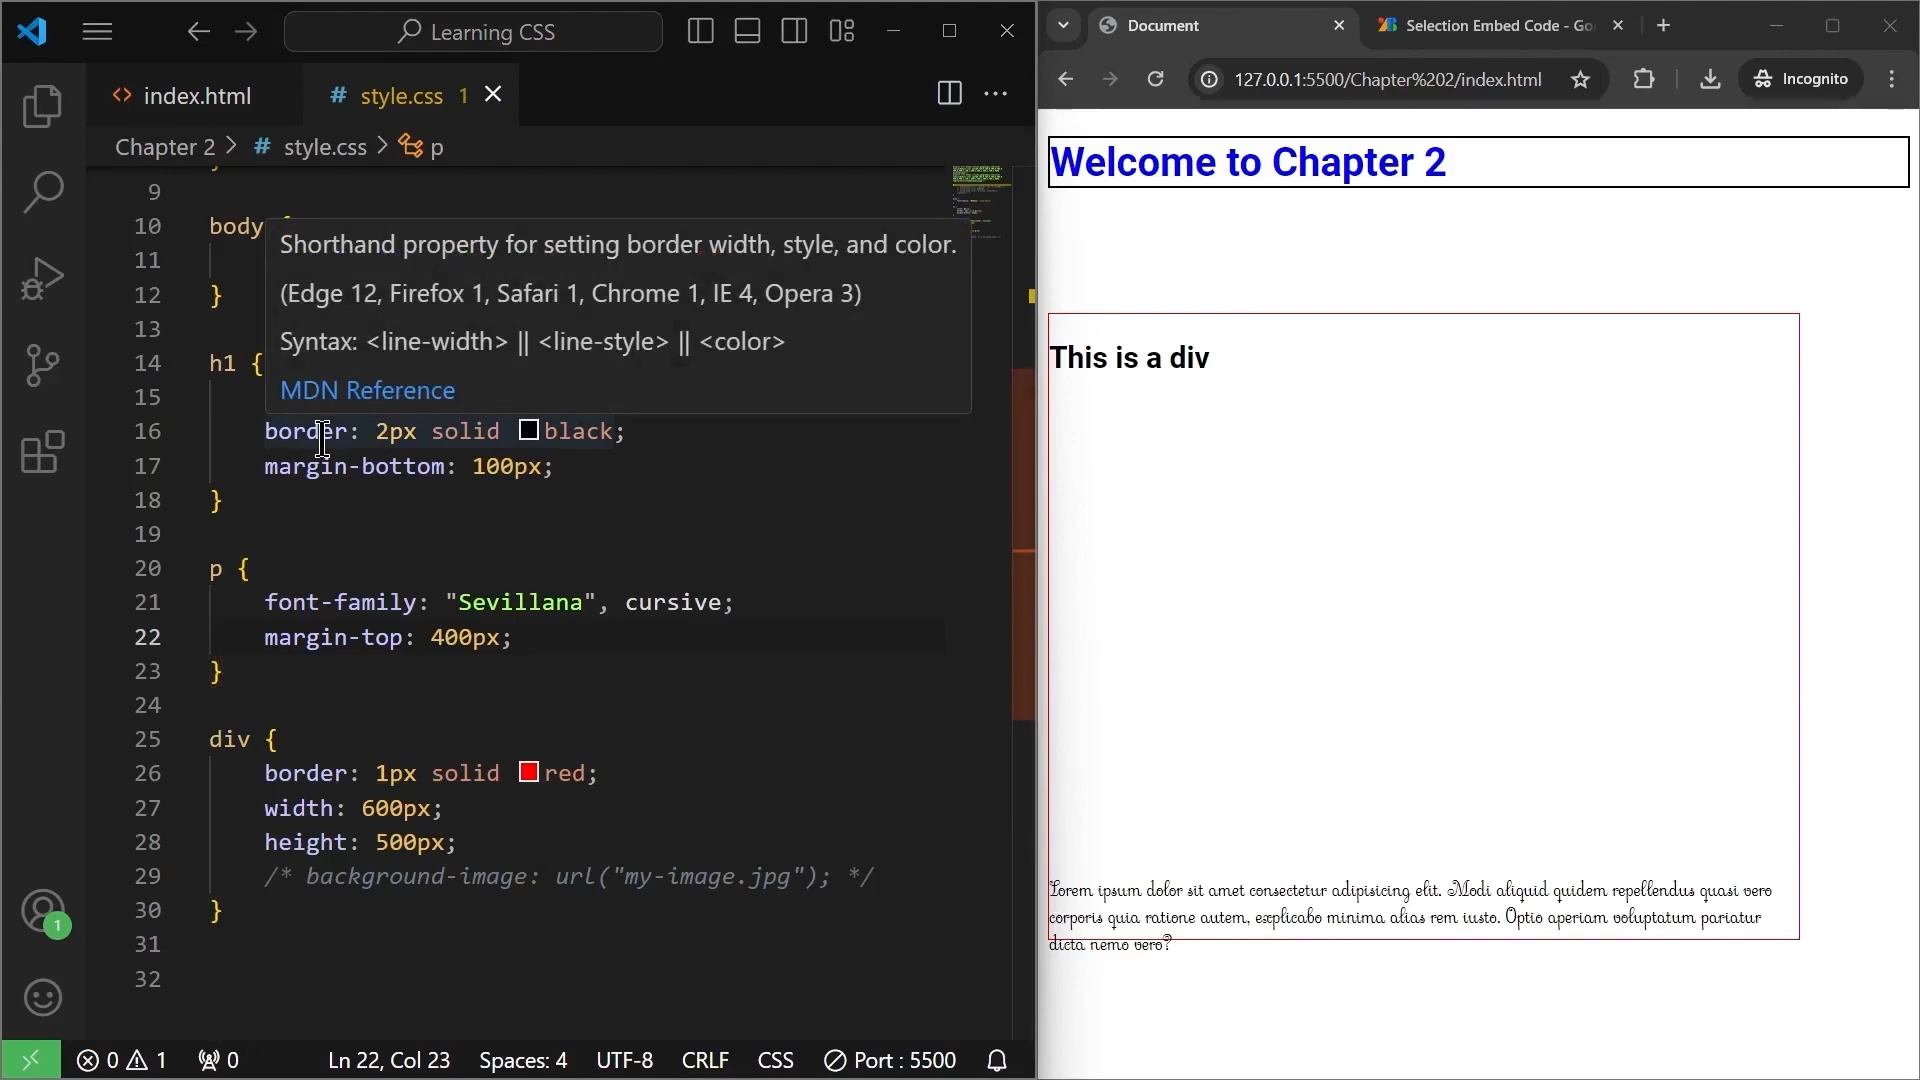 Learning CSS
index.html
style.css 1
Chapter 2 > # style.css > p
9
10 body {
11
12 }
13
14 h1 {
15
16 border: 2px solid black;
17 margin-bottom: 100px;
18 }
19
20 p {
21 font-family: "Sevillana", cursive;
22 margin-top: 400px;
23 }
24
25 div {
26 border: 1px solid red;
27 width: 600px;
28 height: 500px;
29 /* background-image: url("my-image.jpg"); */
30 }
31
32
Shorthand property for setting border width, style, and color.
(Edge 12, Firefox 1, Safari 1, Chrome 1, IE 4, Opera 3)
Syntax: <line-width> || <line-style> || <color>
MDN Reference
1
0 1 0 Ln 22, Col 23 Spaces: 4 UTF-8 CRLF CSS Port : 5500
Document
Selection Embed Code - Go
127.0.0.1:5500/Chapter%202/index.html
Incognito
Welcome to Chapter 2
This is a div
Lorem ipsum dolor sit amet consectetur adipisicing elit. Modi aliquid quidem repellendus quasi vero
corporis quia ratione autem, explicabo minima alias rem iusto. Optio aperiam voluptatum pariatur
dicta nemo vero?